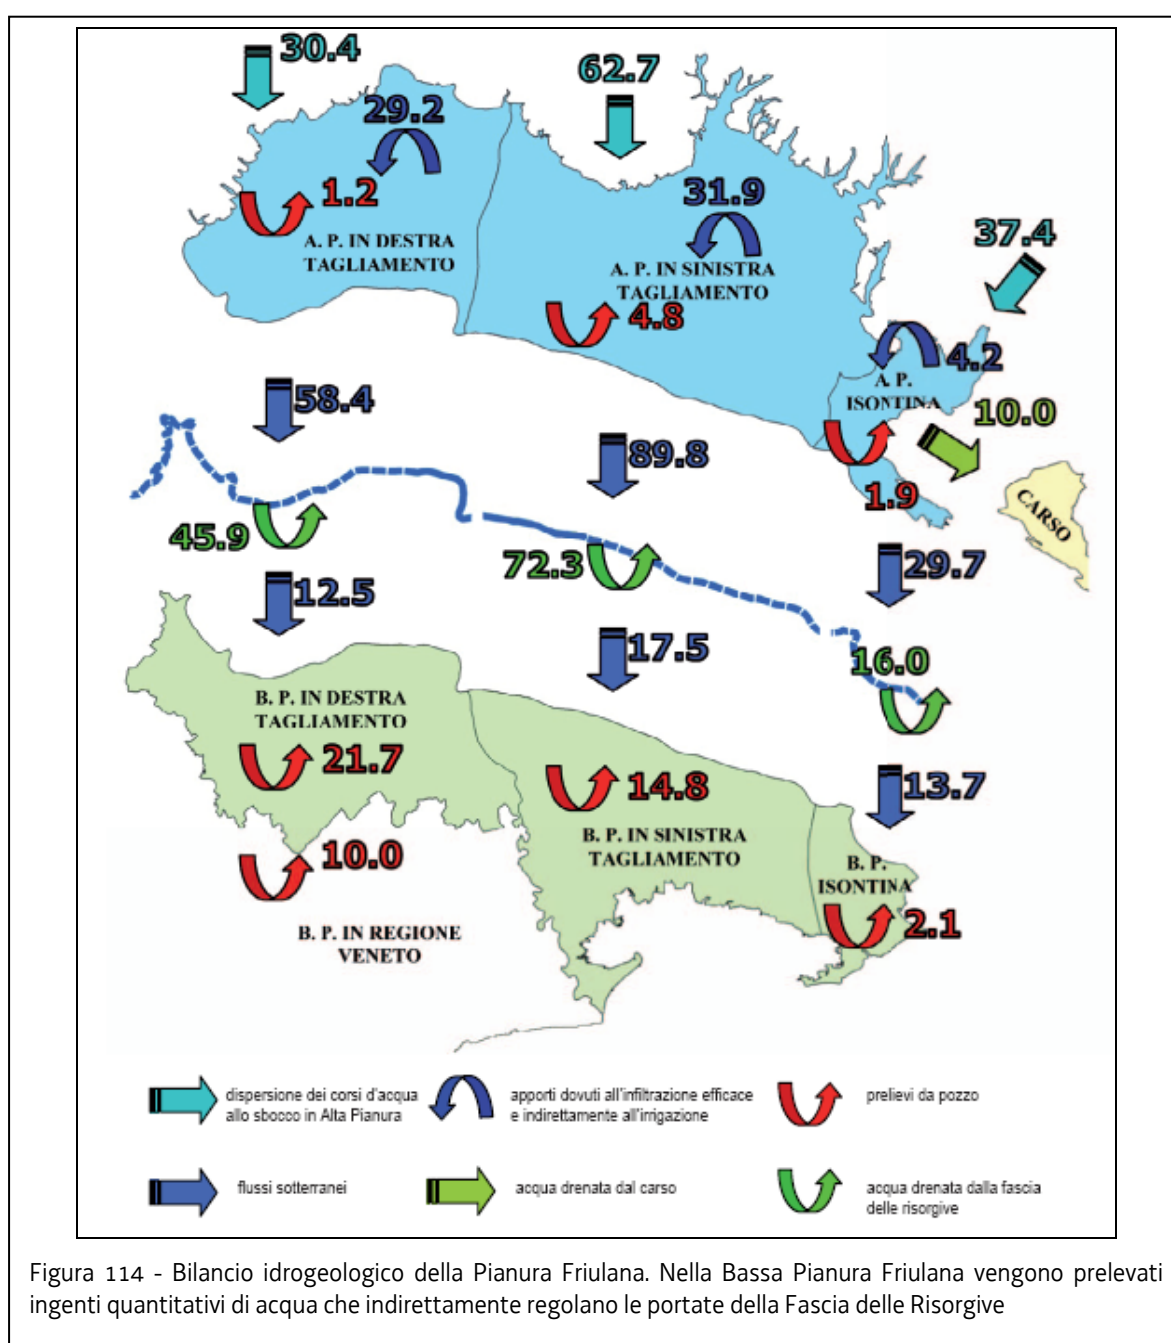 30.4
62.7
29.2
1.2
A. P. IN DESTRA
TAGLIAMENTO
31.9
A. P. IN SINISTRA
TAGLIAMENTO
4.8
37.4
4.2
A. P.
ISONTINA
10.0
1.9
CARSO
58.4
89.8
45.9
72.3
29.7
12.5
17.5
16.0
13.7
B. P. IN DESTRA
TAGLIAMENTO
21.7
14.8
B. P. IN SINISTRA
TAGLIAMENTO
10.0
B. P.
ISONTINA
2.1
B. P. IN REGIONE
VENETO
dispersione dei corsi d'acqua
allo sbocco in Alta Pianura
apporti dovuti all'infiltrazione efficace
e indirettamente all'irrigazione
prelievi da pozzo
flussi sotterranei
acqua drenata dal carso
acqua drenata dalla fascia
delle risorgive
Figura 114 - Bilancio idrogeologico della Pianura Friulana. Nella Bassa Pianura Friulana vengono prelevati
ingenti quantitativi di acqua che indirettamente regolano le portate della Fascia delle Risorgive